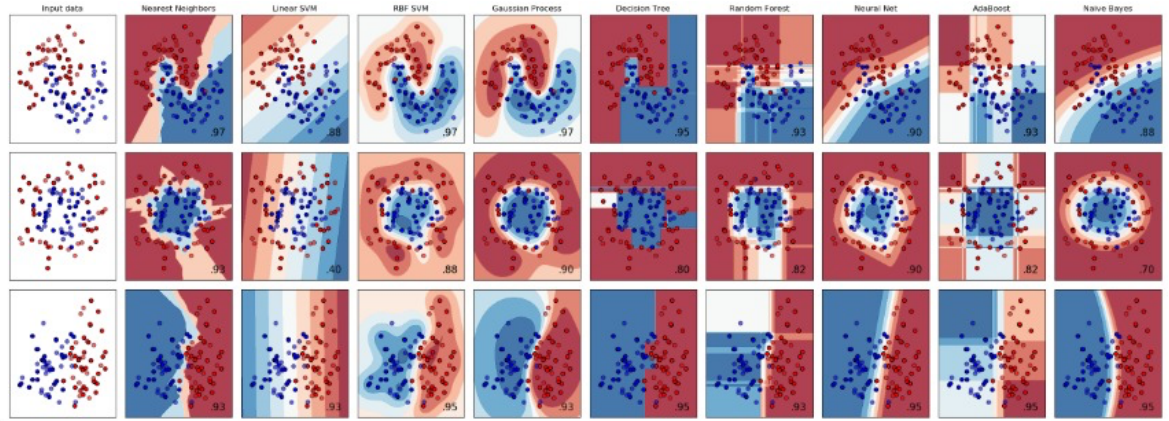 Input data Nearest Neighbors Linear SVM RBF SVM Gaussian Process Decision Tree Random Forest Neural Net AdaBoost Naive Bayes
.97 .88 .97 .97 .95 .93 .90 .93 .88
.93 .40 .88 .90 .80 .82 .90 .82 .70
.93 .93 .95 .93 .95 .93 .95 .95 .95